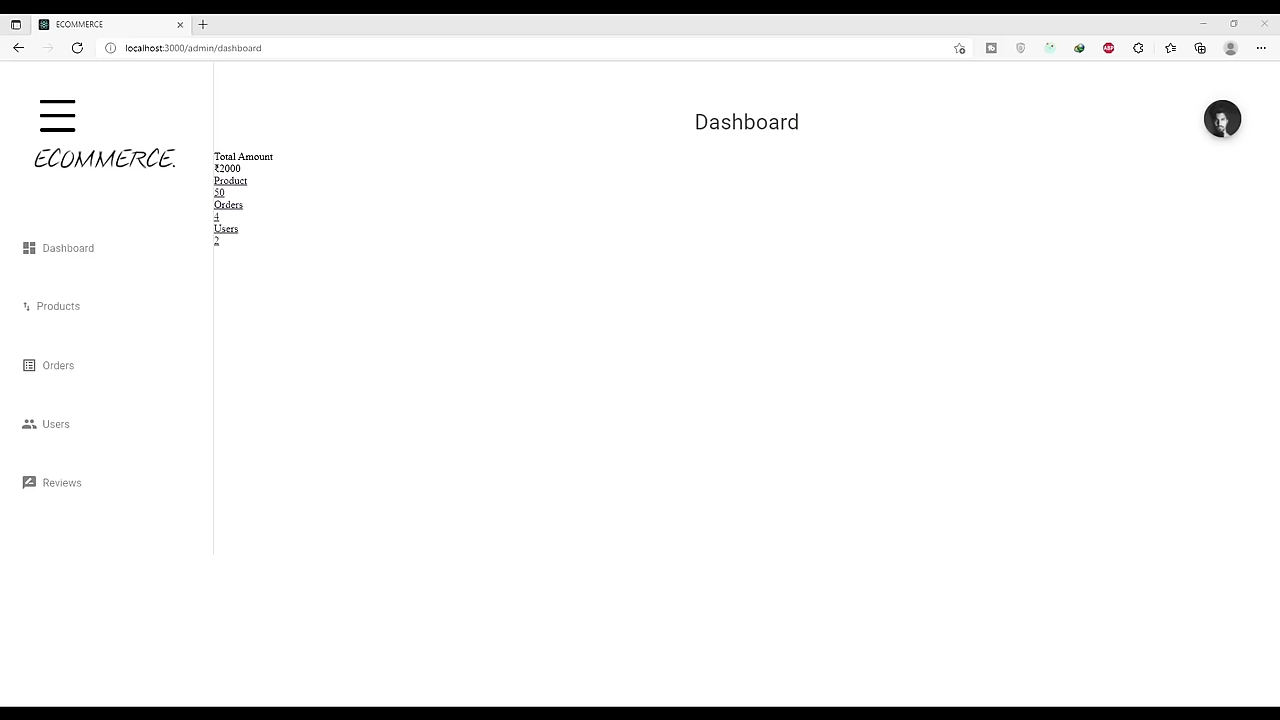 ECOMMERCE
localhost:3000/admin/dashboard
ABP
ECOMMERCE.
Dashboard
Products
Orders
Users
Reviews
Dashboard
Total Amount
₹2000
Product
50
Orders
4
Users
2